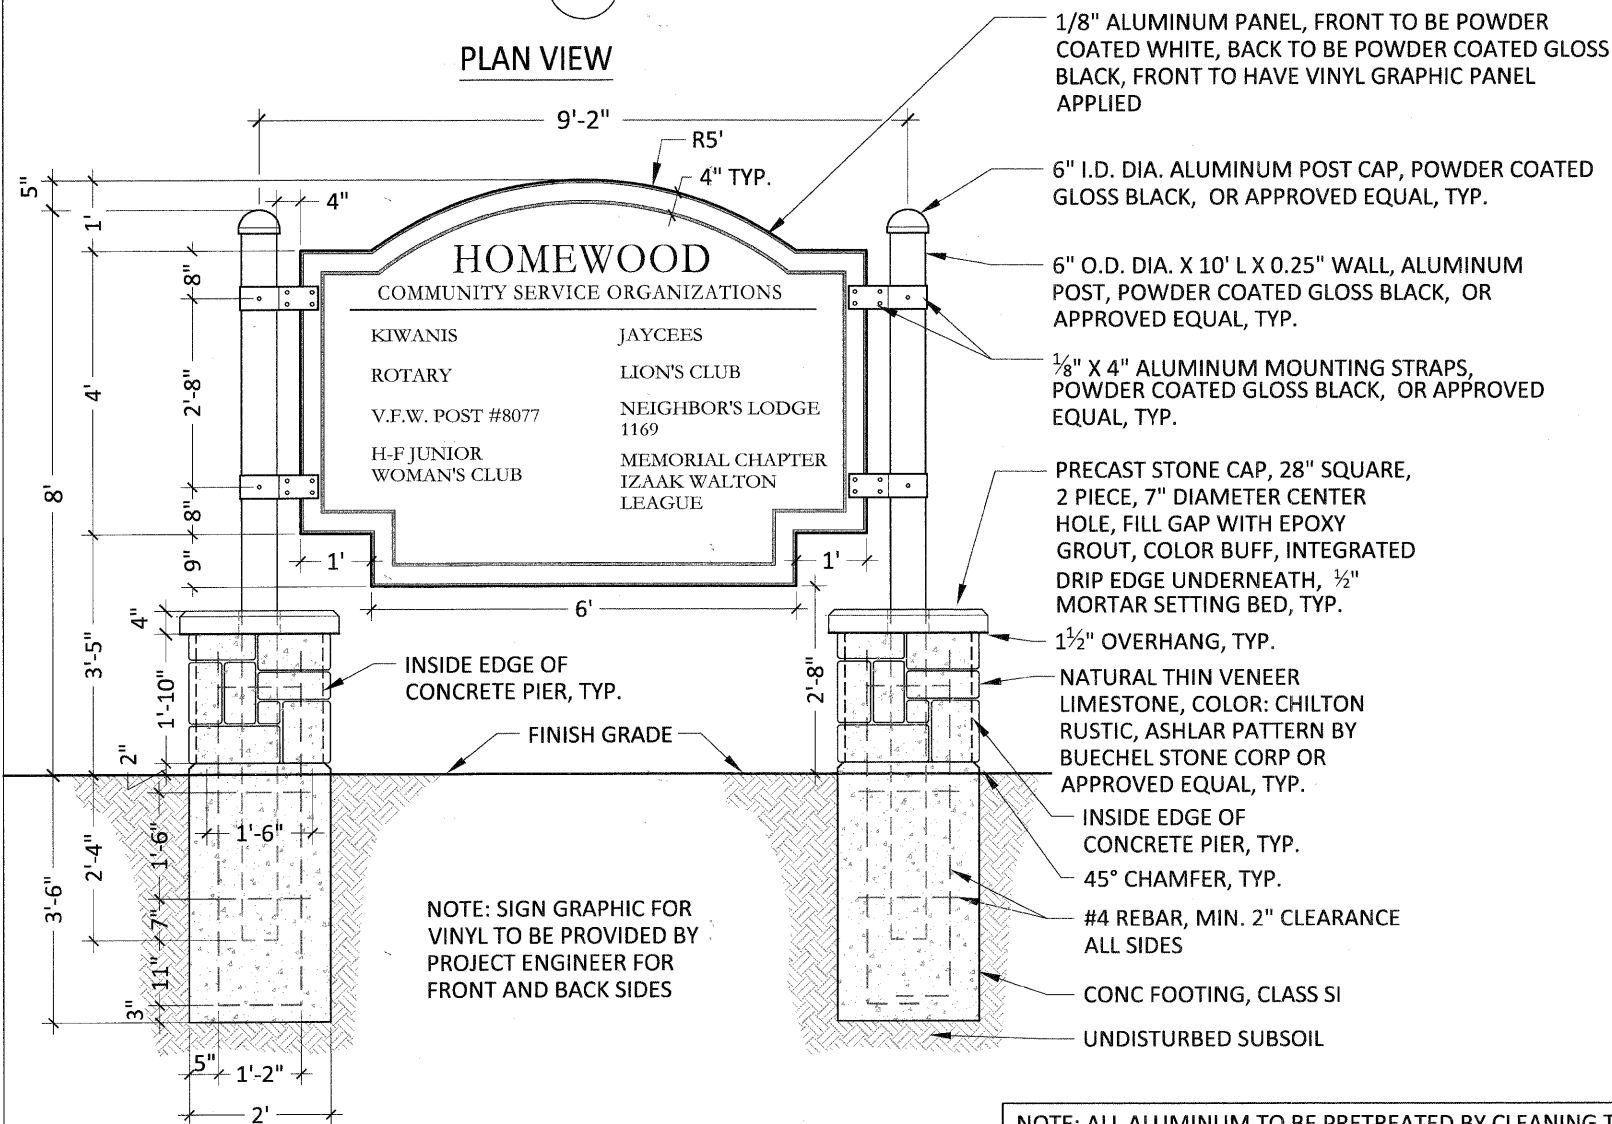 PLAN VIEW
9'-2"
R5'
4" TYP.
4"
5"
1'
8"
2'-8"
8"
4'
8'
9"
1'
1'
6'
4"
3'-5"
1'-10"
2'-8"
2"
1'-6"
1'-6"
2'-4"
3'-6"
7"
11"
3"
5"
1'-2"
2'
HOMEWOOD
COMMUNITY SERVICE ORGANIZATIONS
KIWANIS
ROTARY
V.F.W. POST #8077
H-F JUNIOR
WOMAN'S CLUB
JAYCEES
LION'S CLUB
NEIGHBOR'S LODGE
1169
MEMORIAL CHAPTER
IZAAK WALTON
LEAGUE
INSIDE EDGE OF
CONCRETE PIER, TYP.
FINISH GRADE
NOTE: SIGN GRAPHIC FOR
VINYL TO BE PROVIDED BY
PROJECT ENGINEER FOR
FRONT AND BACK SIDES
1/8" ALUMINUM PANEL, FRONT TO BE POWDER
COATED WHITE, BACK TO BE POWDER COATED GLOSS
BLACK, FRONT TO HAVE VINYL GRAPHIC PANEL
APPLIED
6" I.D. DIA. ALUMINUM POST CAP, POWDER COATED
GLOSS BLACK, OR APPROVED EQUAL, TYP.
6" O.D. DIA. X 10' L X 0.25" WALL, ALUMINUM
POST, POWDER COATED GLOSS BLACK, OR
APPROVED EQUAL, TYP.
⅛" X 4" ALUMINUM MOUNTING STRAPS,
POWDER COATED GLOSS BLACK, OR APPROVED
EQUAL, TYP.
PRECAST STONE CAP, 28" SQUARE,
2 PIECE, 7" DIAMETER CENTER
HOLE, FILL GAP WITH EPOXY
GROUT, COLOR BUFF, INTEGRATED
DRIP EDGE UNDERNEATH, ½"
MORTAR SETTING BED, TYP.
1½" OVERHANG, TYP.
NATURAL THIN VENEER
LIMESTONE, COLOR: CHILTON
RUSTIC, ASHLAR PATTERN BY
BUECHEL STONE CORP OR
APPROVED EQUAL, TYP.
INSIDE EDGE OF
CONCRETE PIER, TYP.
45° CHAMFER, TYP.
#4 REBAR, MIN. 2" CLEARANCE
ALL SIDES
CONC FOOTING, CLASS SI
UNDISTURBED SUBSOIL
NOTE: ALL ALUMINUM TO BE PRETREATED BY CLEANING T